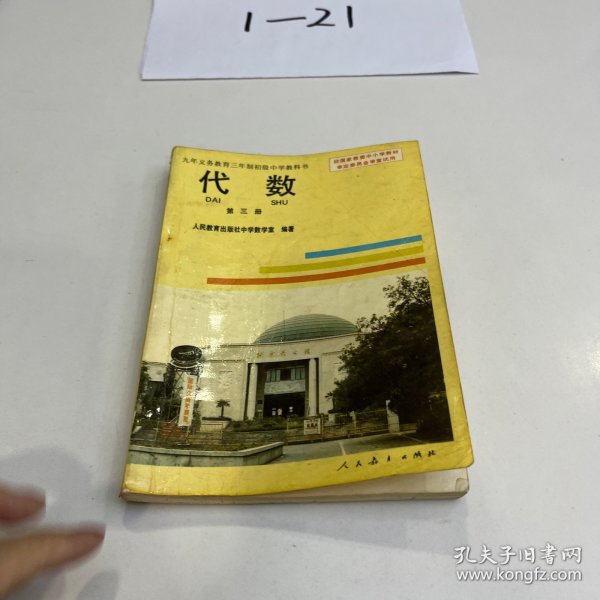 1—21
九年义务教育三年制初级中学教科书
经国家教委中小学教材
审定委员会审查试用
代数
DAI SHU
第三册
人民教育出版社中学数学室 编著
人民教育出版社
孔夫子旧书网
www.kongfz.com